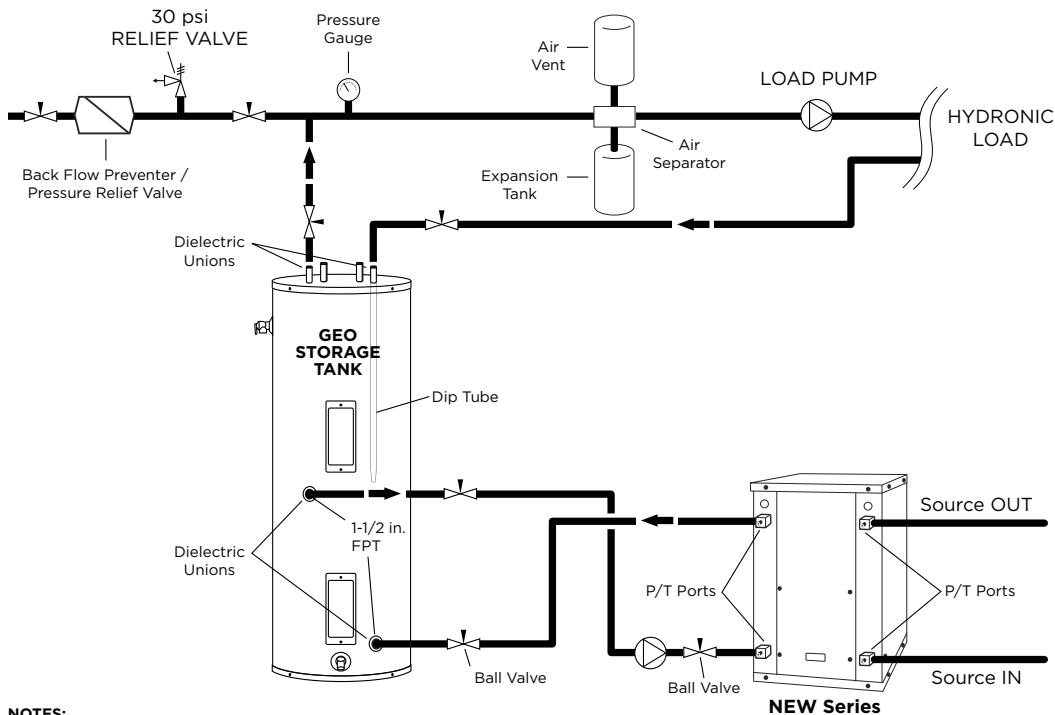 30 psi
RELIEF VALVE
Pressure
Gauge
Air
Vent
LOAD PUMP
HYDRONIC
LOAD
Back Flow Preventer /
Pressure Relief Valve
Air
Separator
Expansion
Tank
Dielectric
Unions
GEO
STORAGE
TANK
Dip Tube
Source OUT
1-1/2 in.
FPT
Dielectric
Unions
P/T Ports
P/T Ports
Ball Valve
Ball Valve
Source IN
NEW Series
NOTES: